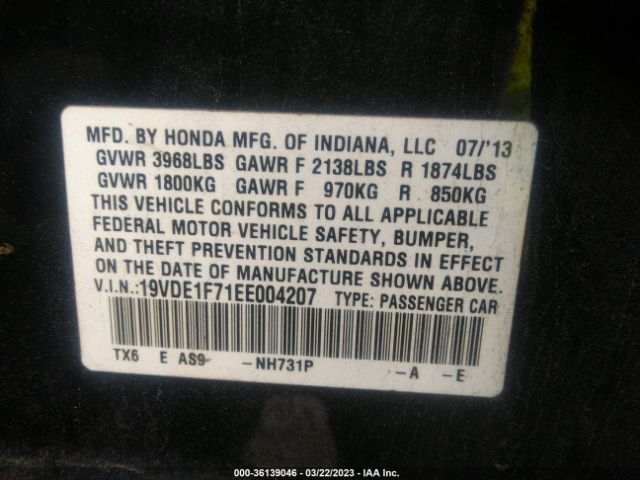 MFD. BY HONDA MFG. OF INDIANA, LLC 07/'13
GVWR 3968LBS GAWR F 2138LBS R 1874LBS
GVWR 1800KG GAWR F 970KG R 850KG
THIS VEHICLE CONFORMS TO ALL APPLICABLE
FEDERAL MOTOR VEHICLE SAFETY, BUMPER,
AND THEFT PREVENTION STANDARDS IN EFFECT
ON THE DATE OF MANUFACTURE SHOWN ABOVE.
V.I.N.:19VDE1F71EE004207 TYPE: PASSENGER CAR
TX6 E AS9 -NH731P -A -E
000-36139046 - 03/22/2023 - IAA Inc.